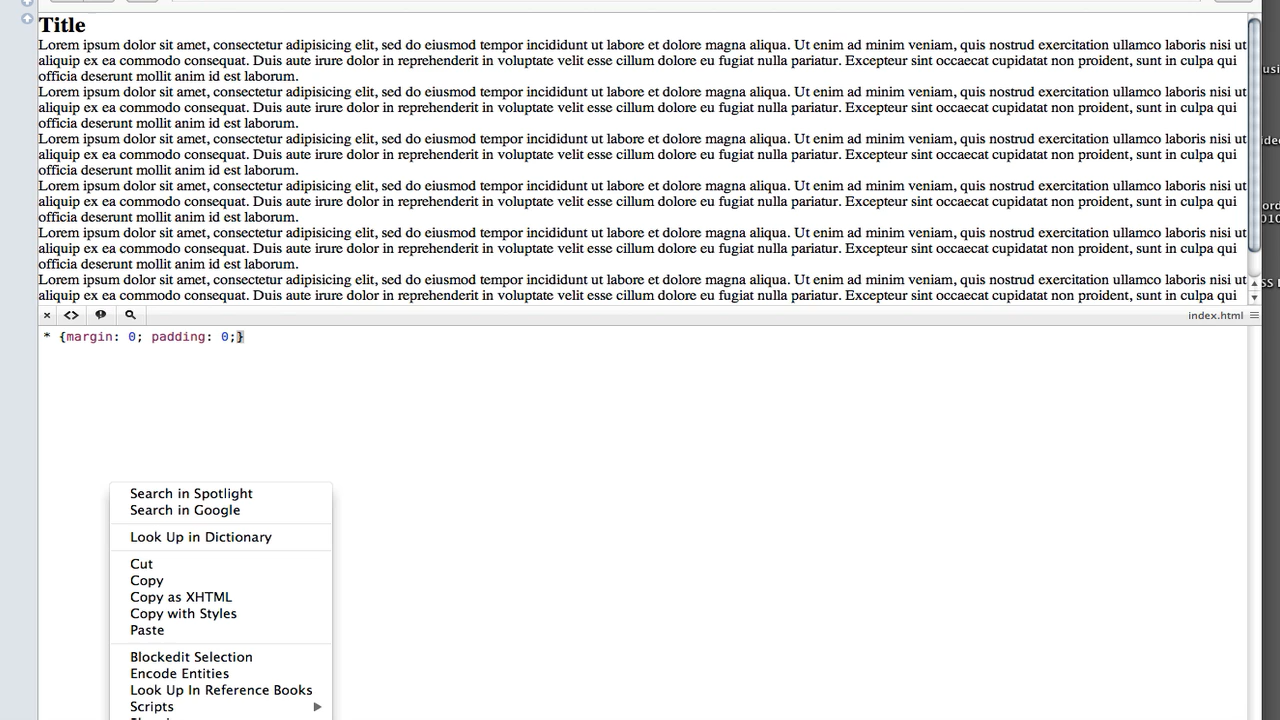 Title
Lorem ipsum dolor sit amet, consectetur adipisicing elit, sed do eiusmod tempor incididunt ut labore et dolore magna aliqua. Ut enim ad minim veniam, quis nostrud exercitation ullamco laboris nisi ut
aliquip ex ea commodo consequat. Duis aute irure dolor in reprehenderit in voluptate velit esse cillum dolore eu fugiat nulla pariatur. Excepteur sint occaecat cupidatat non proident, sunt in culpa qui
officia deserunt mollit anim id est laborum.
Lorem ipsum dolor sit amet, consectetur adipisicing elit, sed do eiusmod tempor incididunt ut labore et dolore magna aliqua. Ut enim ad minim veniam, quis nostrud exercitation ullamco laboris nisi ut
aliquip ex ea commodo consequat. Duis aute irure dolor in reprehenderit in voluptate velit esse cillum dolore eu fugiat nulla pariatur. Excepteur sint occaecat cupidatat non proident, sunt in culpa qui
officia deserunt mollit anim id est laborum.
Lorem ipsum dolor sit amet, consectetur adipisicing elit, sed do eiusmod tempor incididunt ut labore et dolore magna aliqua. Ut enim ad minim veniam, quis nostrud exercitation ullamco laboris nisi ut
aliquip ex ea commodo consequat. Duis aute irure dolor in reprehenderit in voluptate velit esse cillum dolore eu fugiat nulla pariatur. Excepteur sint occaecat cupidatat non proident, sunt in culpa qui
officia deserunt mollit anim id est laborum.
Lorem ipsum dolor sit amet, consectetur adipisicing elit, sed do eiusmod tempor incididunt ut labore et dolore magna aliqua. Ut enim ad minim veniam, quis nostrud exercitation ullamco laboris nisi ut
aliquip ex ea commodo consequat. Duis aute irure dolor in reprehenderit in voluptate velit esse cillum dolore eu fugiat nulla pariatur. Excepteur sint occaecat cupidatat non proident, sunt in culpa qui
officia deserunt mollit anim id est laborum.
Lorem ipsum dolor sit amet, consectetur adipisicing elit, sed do eiusmod tempor incididunt ut labore et dolore magna aliqua. Ut enim ad minim veniam, quis nostrud exercitation ullamco laboris nisi ut
aliquip ex ea commodo consequat. Duis aute irure dolor in reprehenderit in voluptate velit esse cillum dolore eu fugiat nulla pariatur. Excepteur sint occaecat cupidatat non proident, sunt in culpa qui
officia deserunt mollit anim id est laborum.
Lorem ipsum dolor sit amet, consectetur adipisicing elit, sed do eiusmod tempor incididunt ut labore et dolore magna aliqua. Ut enim ad minim veniam, quis nostrud exercitation ullamco laboris nisi ut
aliquip ex ea commodo consequat. Duis aute irure dolor in reprehenderit in voluptate velit esse cillum dolore eu fugiat nulla pariatur. Excepteur sint occaecat cupidatat non proident, sunt in culpa qui
index.html
* {margin: 0; padding: 0;}
Search in Spotlight
Search in Google
Look Up in Dictionary
Cut
Copy
Copy as XHTML
Copy with Styles
Paste
Blockedit Selection
Encode Entities
Look Up In Reference Books
Scripts